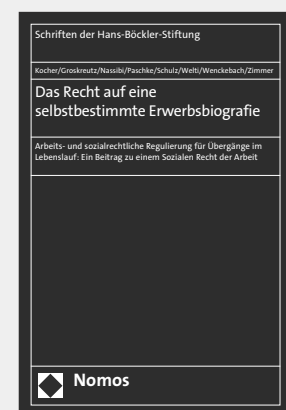 Schriften der Hans-Böckler-Stiftung
Kocher/Groskreutz/Nassibi/Paschke/Schulz/Welti/Wenckebach/Zimmer
Das Recht auf eine
selbstbestimmte Erwerbsbiografie
Arbeits- und sozialrechtliche Regulierung für Übergänge im
Lebenslauf: Ein Beitrag zu einem Sozialen Recht der Arbeit
Nomos